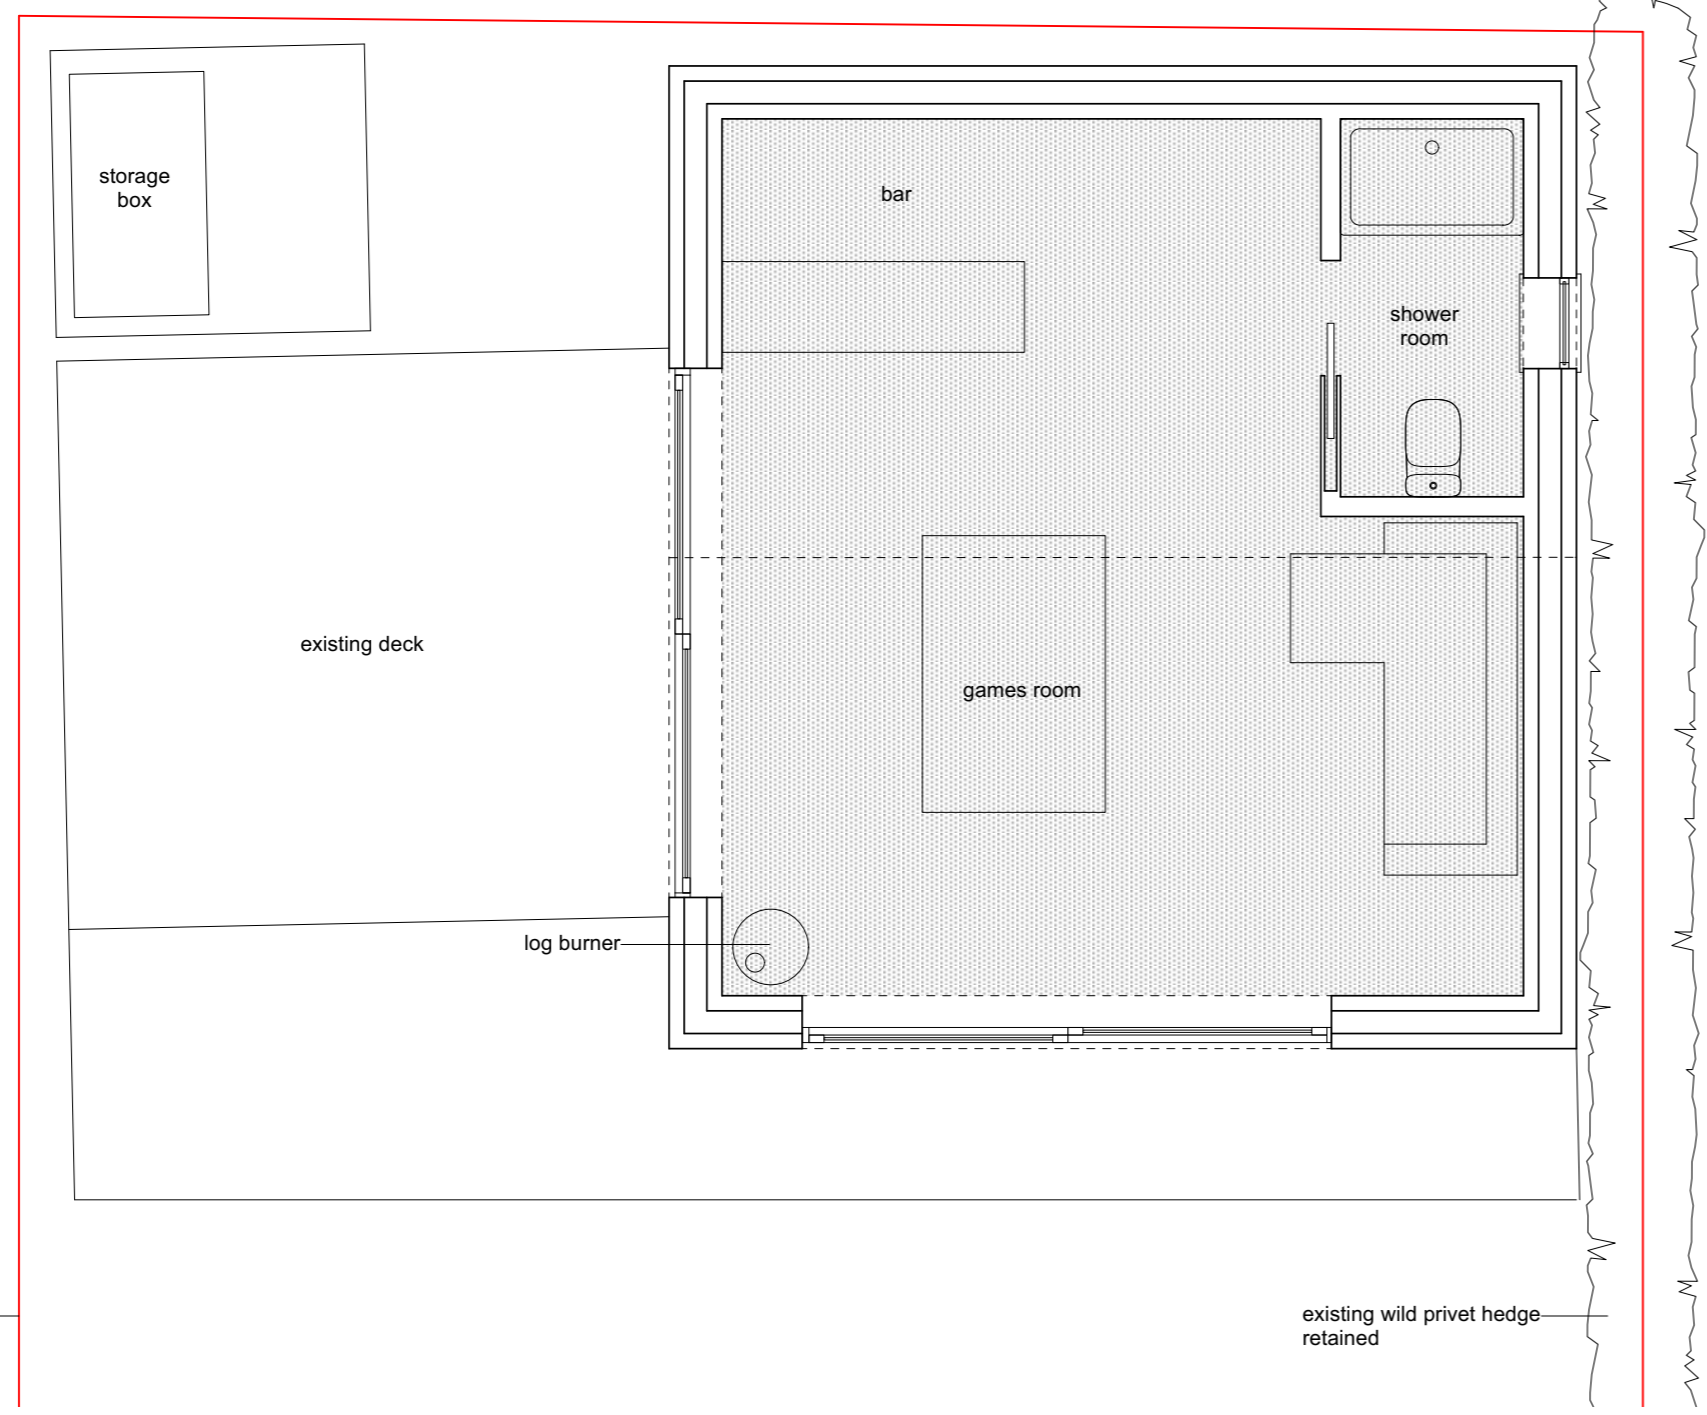 storage
box
bar
shower
room
existing deck
games room
log burner
existing wild privet hedge
retained